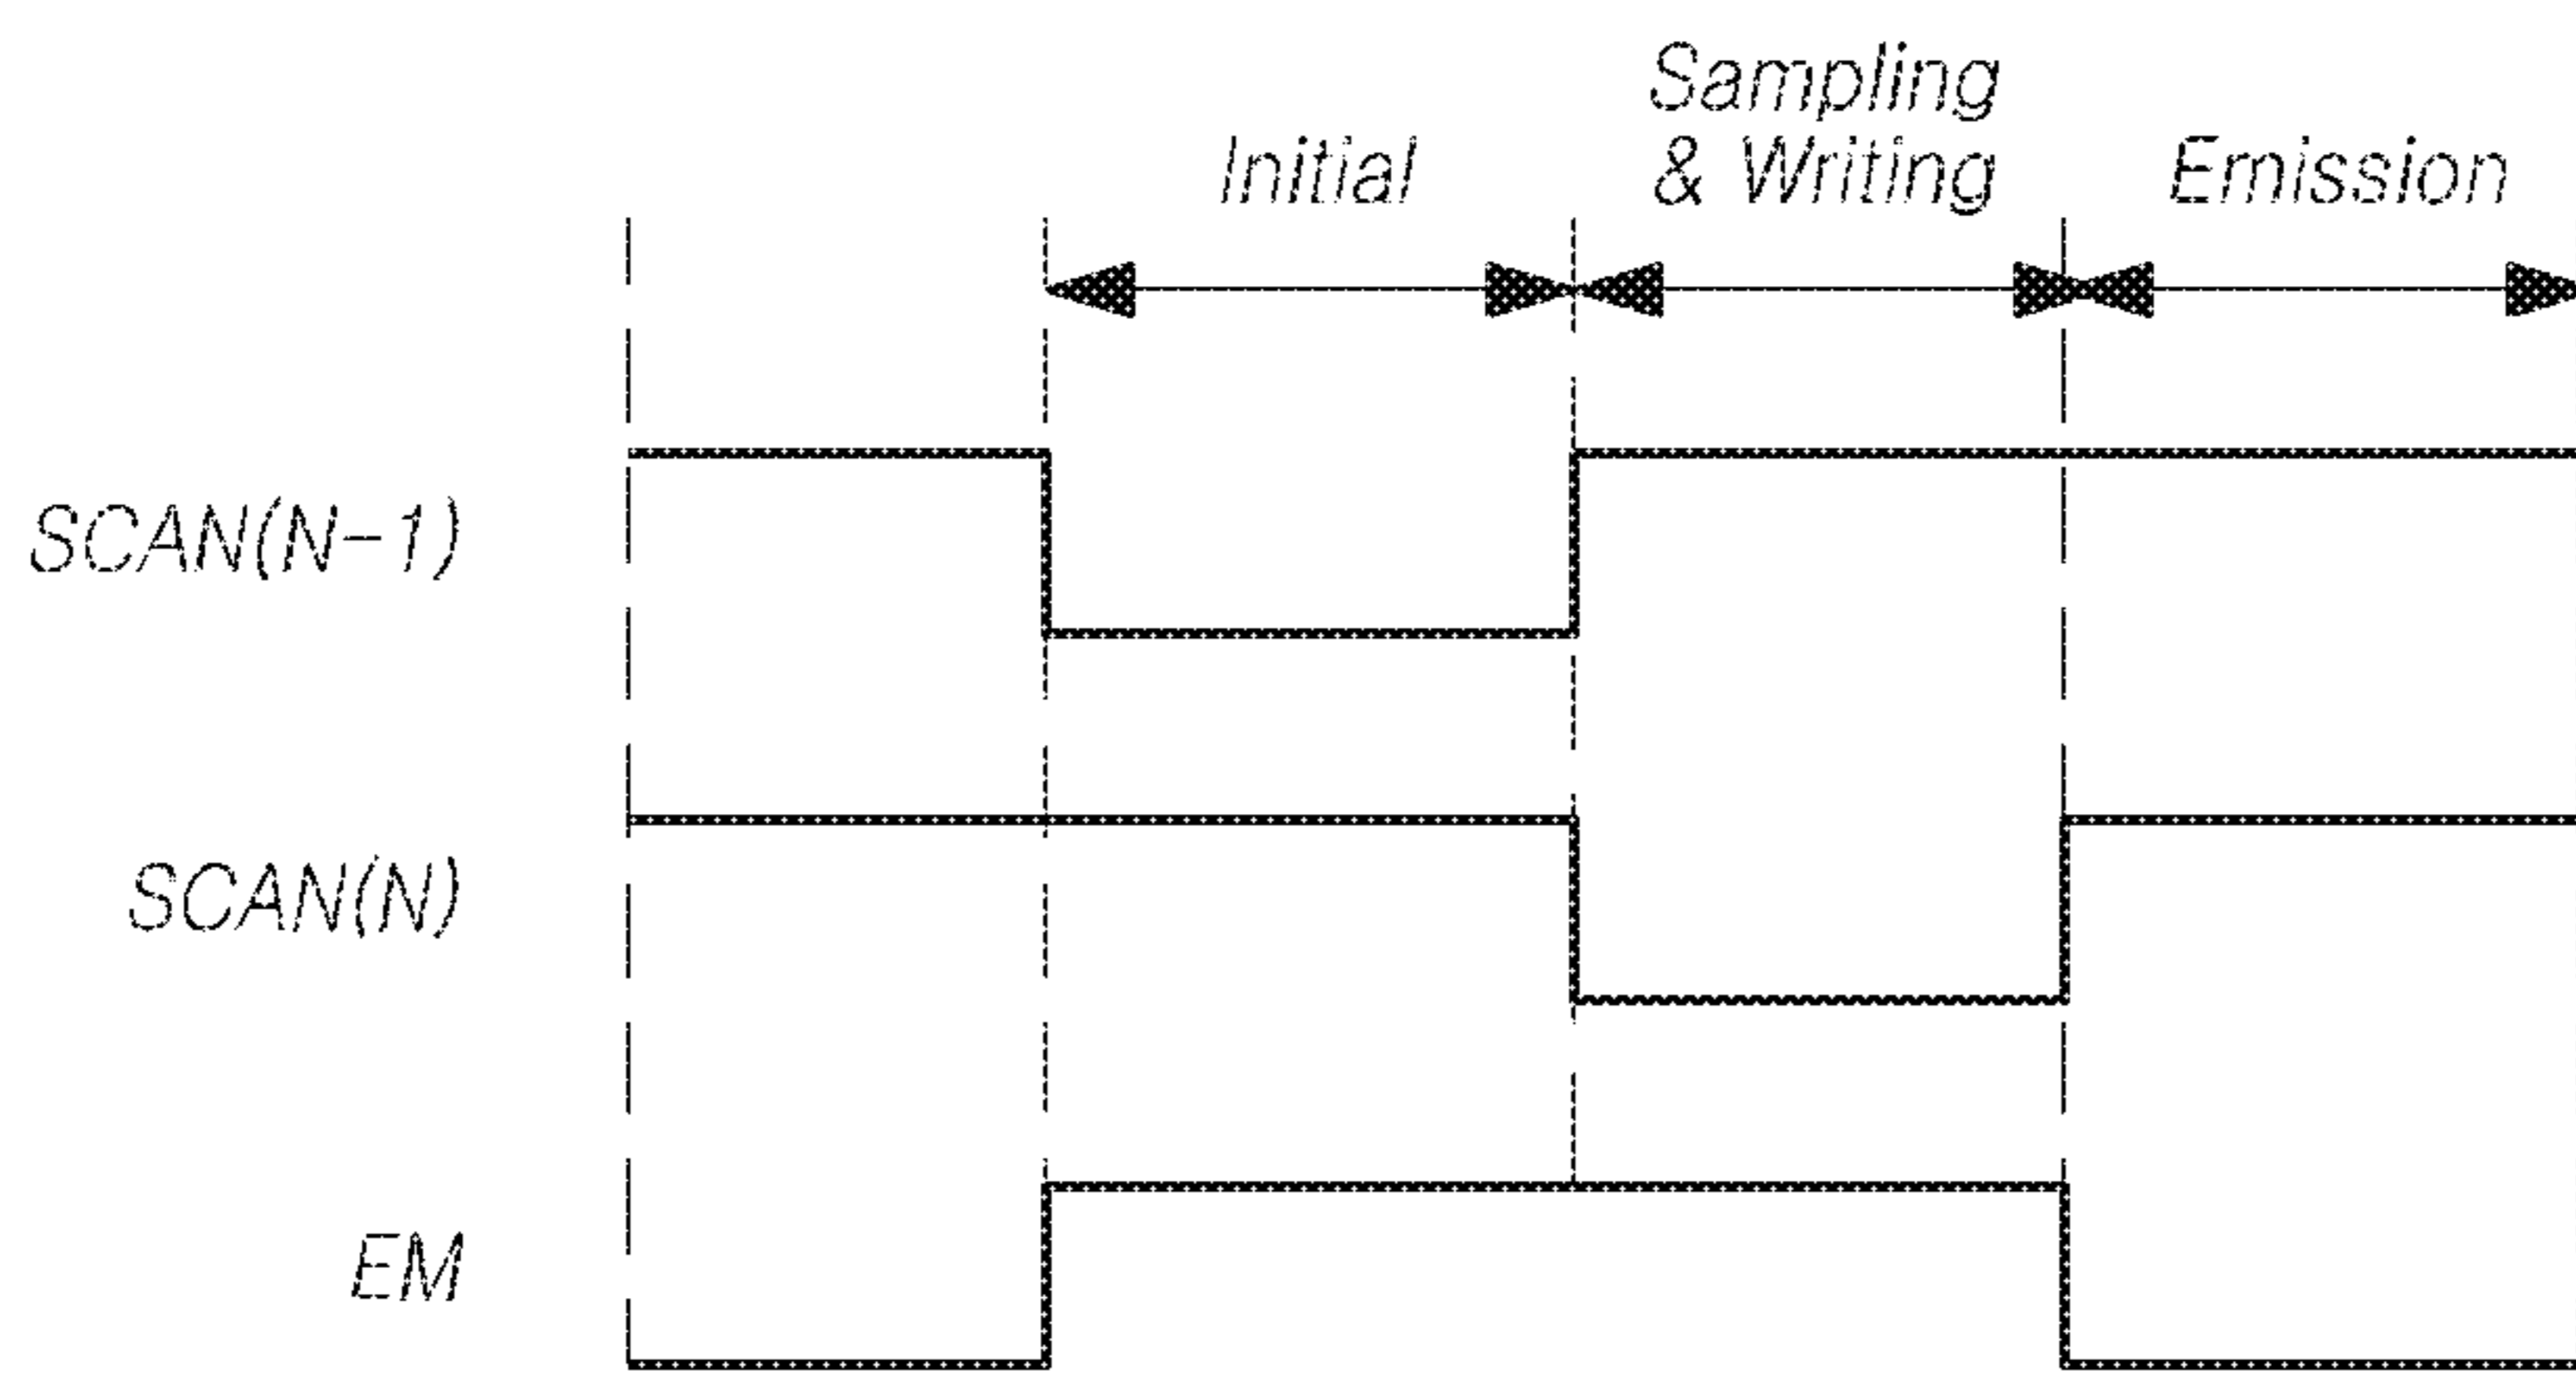 Initial
Sampling
& Writing
Emission
SCAN(N-1)
SCAN(N)
EM